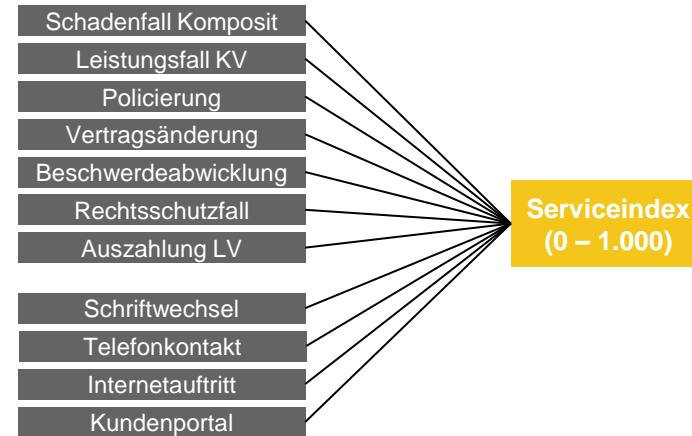 Schadenfall Komposit
Leistungsfall KV
Policierung
Vertragsänderung
Beschwerdeabwicklung
Rechtsschutzfall
Auszahlung LV
Schriftwechsel
Telefonkontakt
Internetauftritt
Kundenportal
Serviceindex
(0 – 1.000)